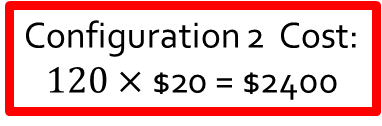 Configuration 2 Cost:
120 × $20 = $2400